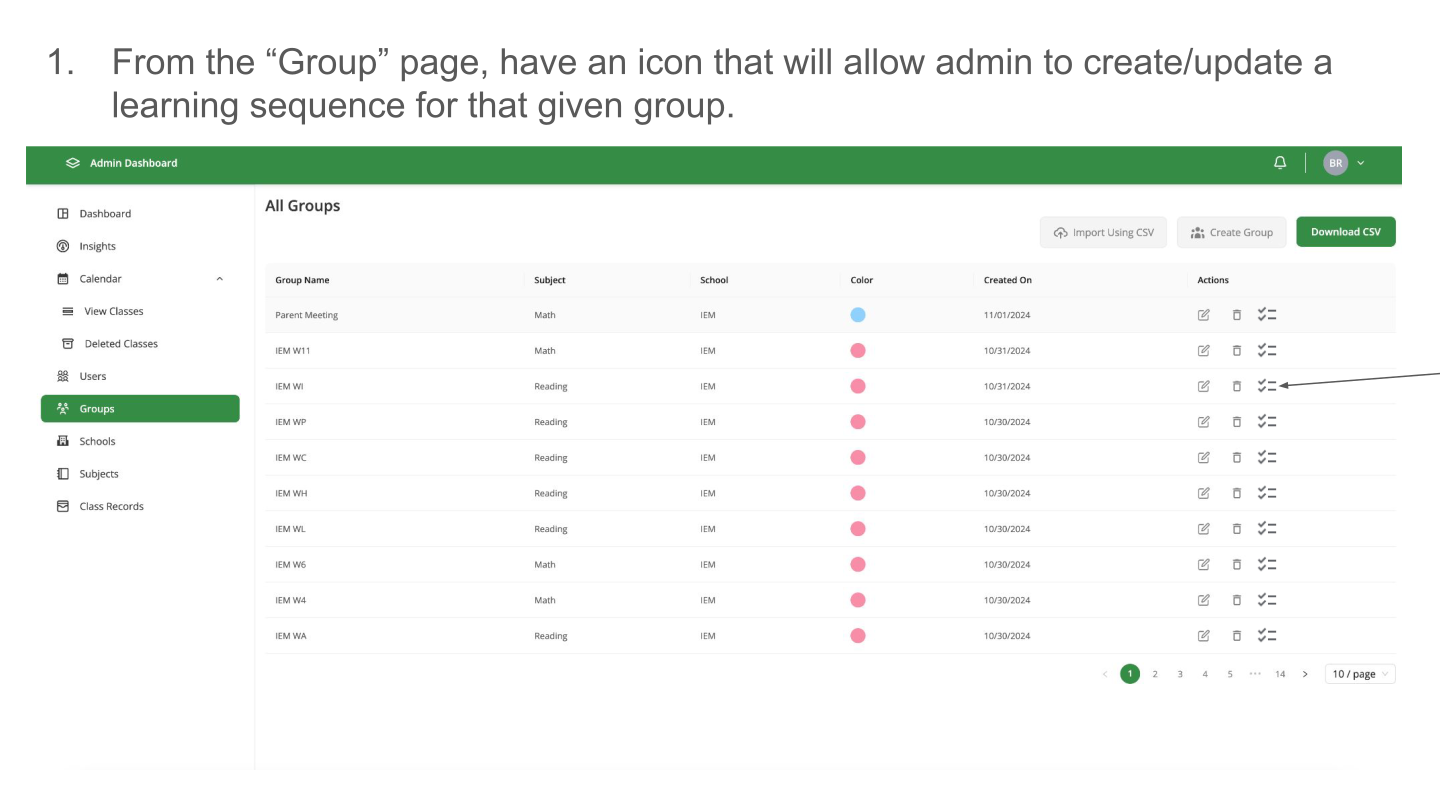 1. From the “Group” page, have an icon that will allow admin to create/update a
learning sequence for that given group.
Admin Dashboard BR
Dashboard
Insights
Calendar
View Classes
Deleted Classes
Users
Groups
Schools
Subjects
Class Records
All Groups
Import Using CSV Create Group Download CSV
Group Name Subject School Color Created On Actions
Parent Meeting Math IEM 11/01/2024
IEM W11 Math IEM 10/31/2024
IEM WI Reading IEM 10/31/2024
IEM WP Reading IEM 10/30/2024
IEM WC Reading IEM 10/30/2024
IEM WH Reading IEM 10/30/2024
IEM WL Reading IEM 10/30/2024
IEM W6 Math IEM 10/30/2024
IEM W4 Math IEM 10/30/2024
IEM WA Reading IEM 10/30/2024
< 1 2 3 4 5 ••• 14 > 10 / page